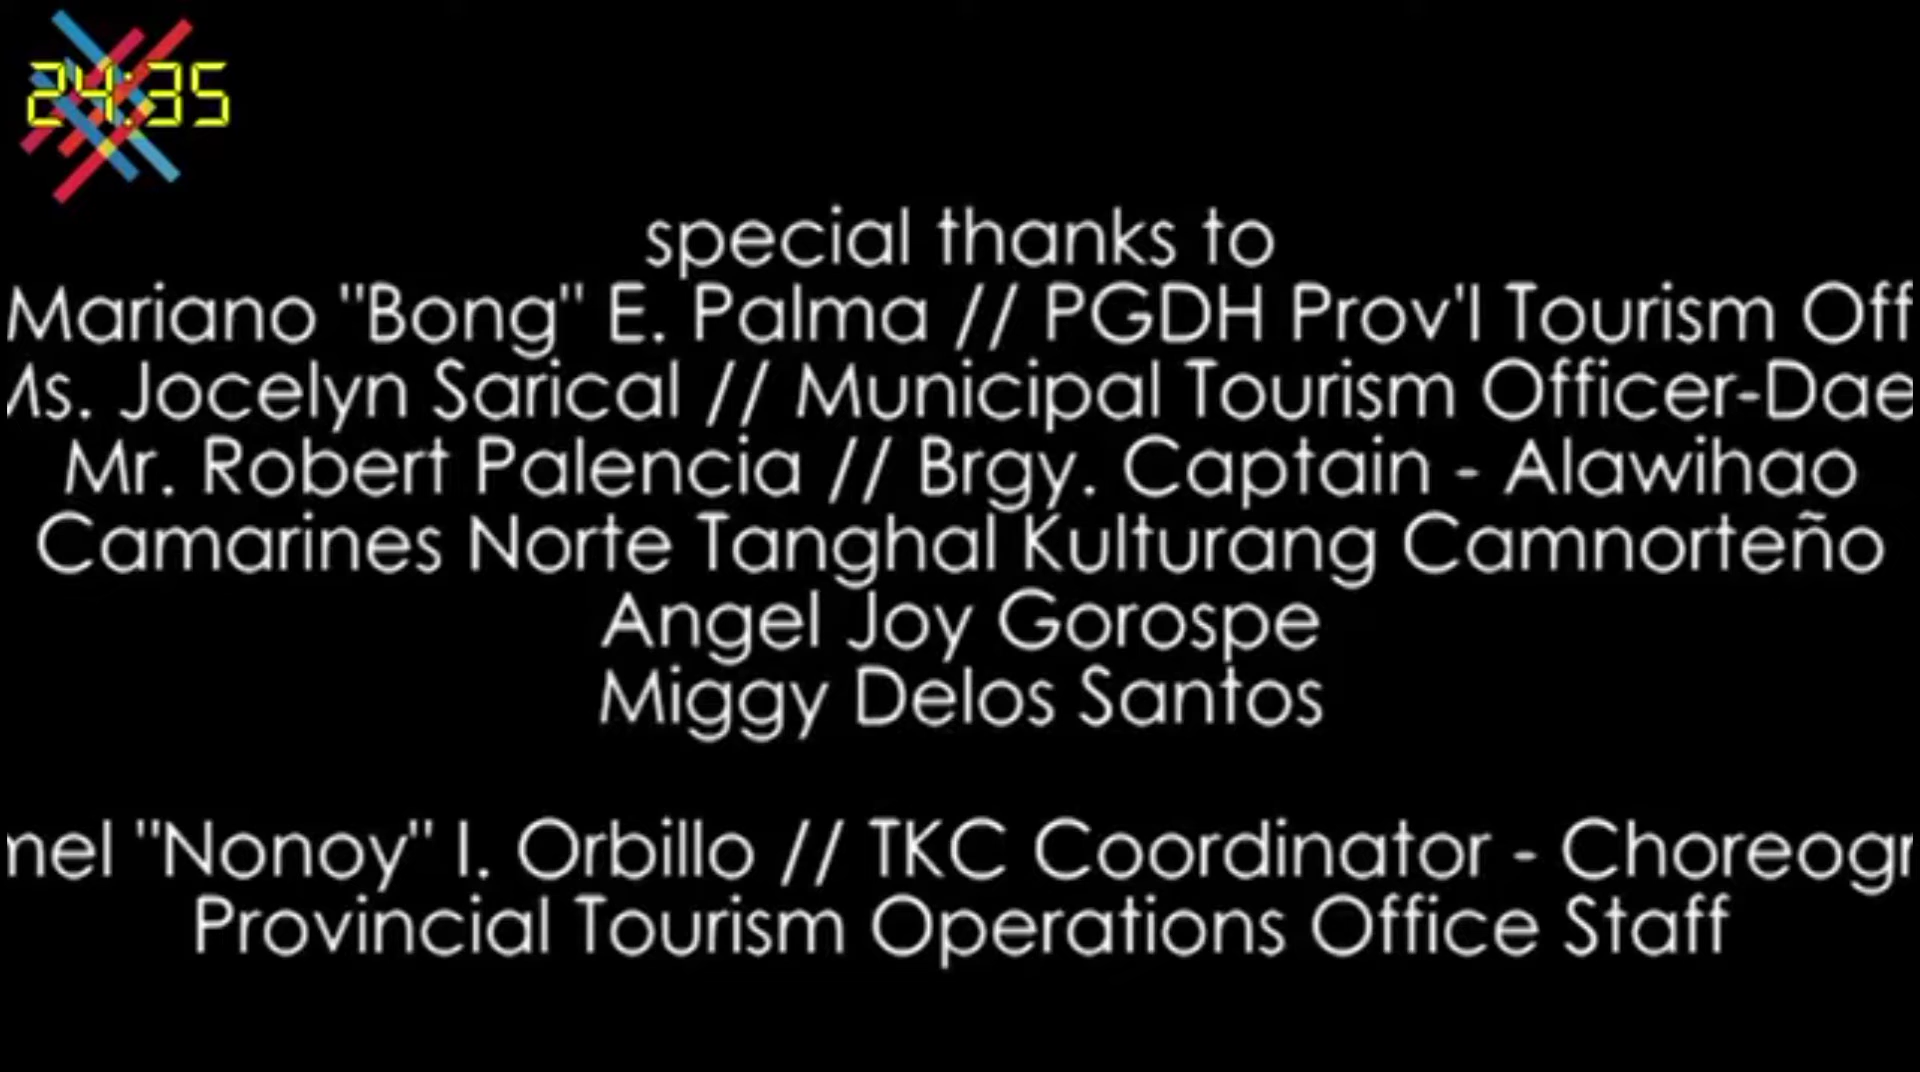 24:35
special thanks to
Mariano "Bong" E. Palma // PGDH Prov'l Tourism Off
Ms. Jocelyn Sarical // Municipal Tourism Officer-Dae
Mr. Robert Palencia // Brgy. Captain - Alawihao
Camarines Norte Tanghal Kulturang Camnorteño
Angel Joy Gorospe
Miggy Delos Santos
mel "Nonoy" I. Orbillo // TKC Coordinator - Choreogr
Provincial Tourism Operations Office Staff